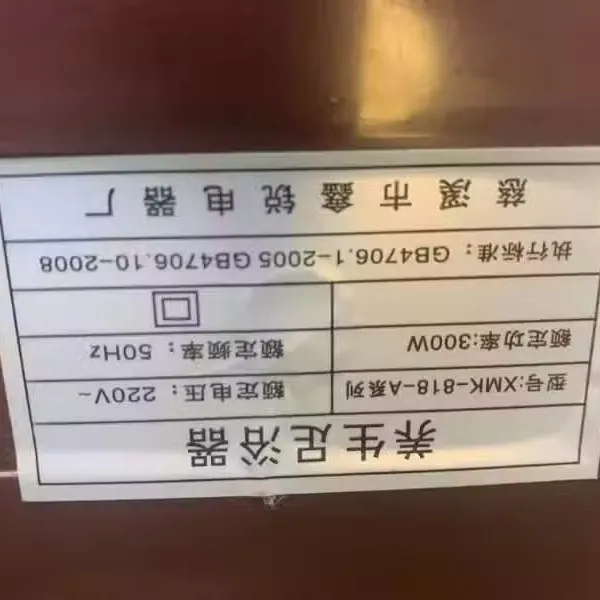 养生足浴器
型号:XMK-818-A系列 额定电压：220V~
额定功率:300W 额定频率：50Hz
执行标准：GB4706.1-2005 GB4706.10-2008
慈溪市鑫锐电器厂